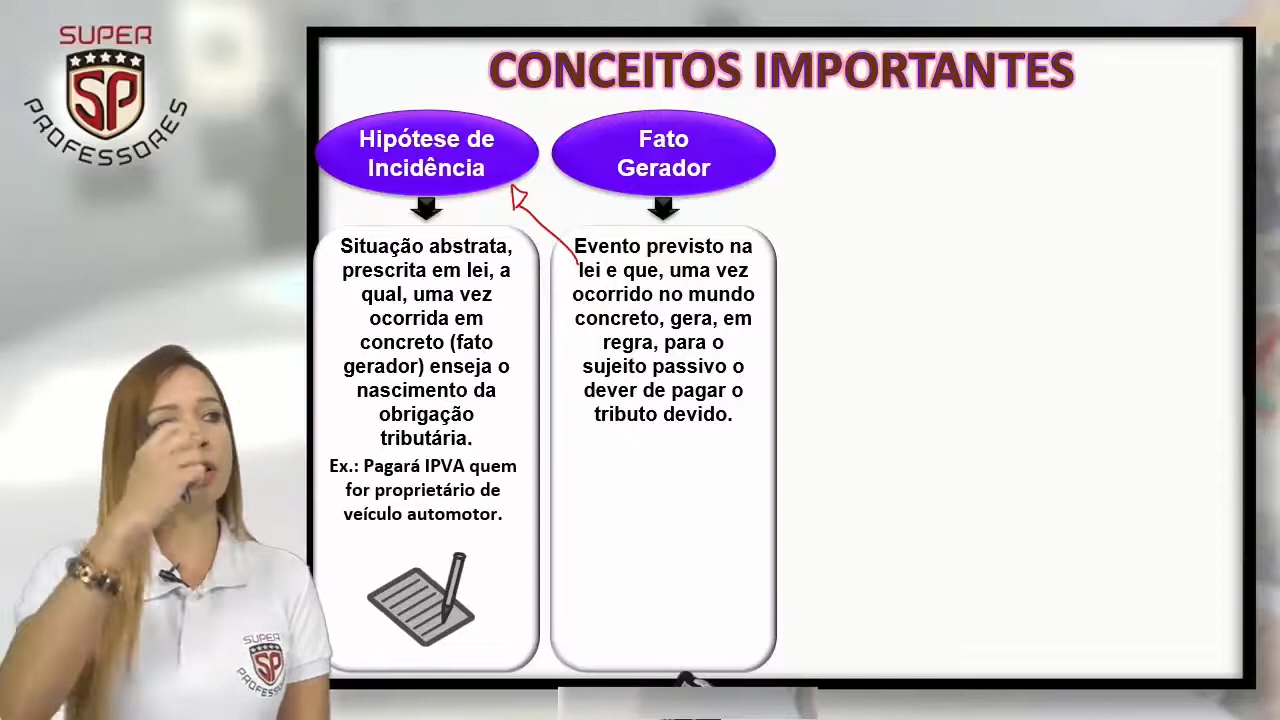 SUPER
SP
PROFESSORES
CONCEITOS IMPORTANTES
Hipótese de
Incidência
Situação abstrata,
prescrita em lei, a
qual, uma vez
ocorrida em
concreto (fato
gerador) enseja o
nascimento da
obrigação
tributária.
Ex.: Pagará IPVA quem
for proprietário de
veículo automotor.
Fato
Gerador
Evento previsto na
lei e que, uma vez
ocorrido no mundo
concreto, gera, em
regra, para o
sujeito passivo o
dever de pagar o
tributo devido.
SUPER
SP
PROFESSORES